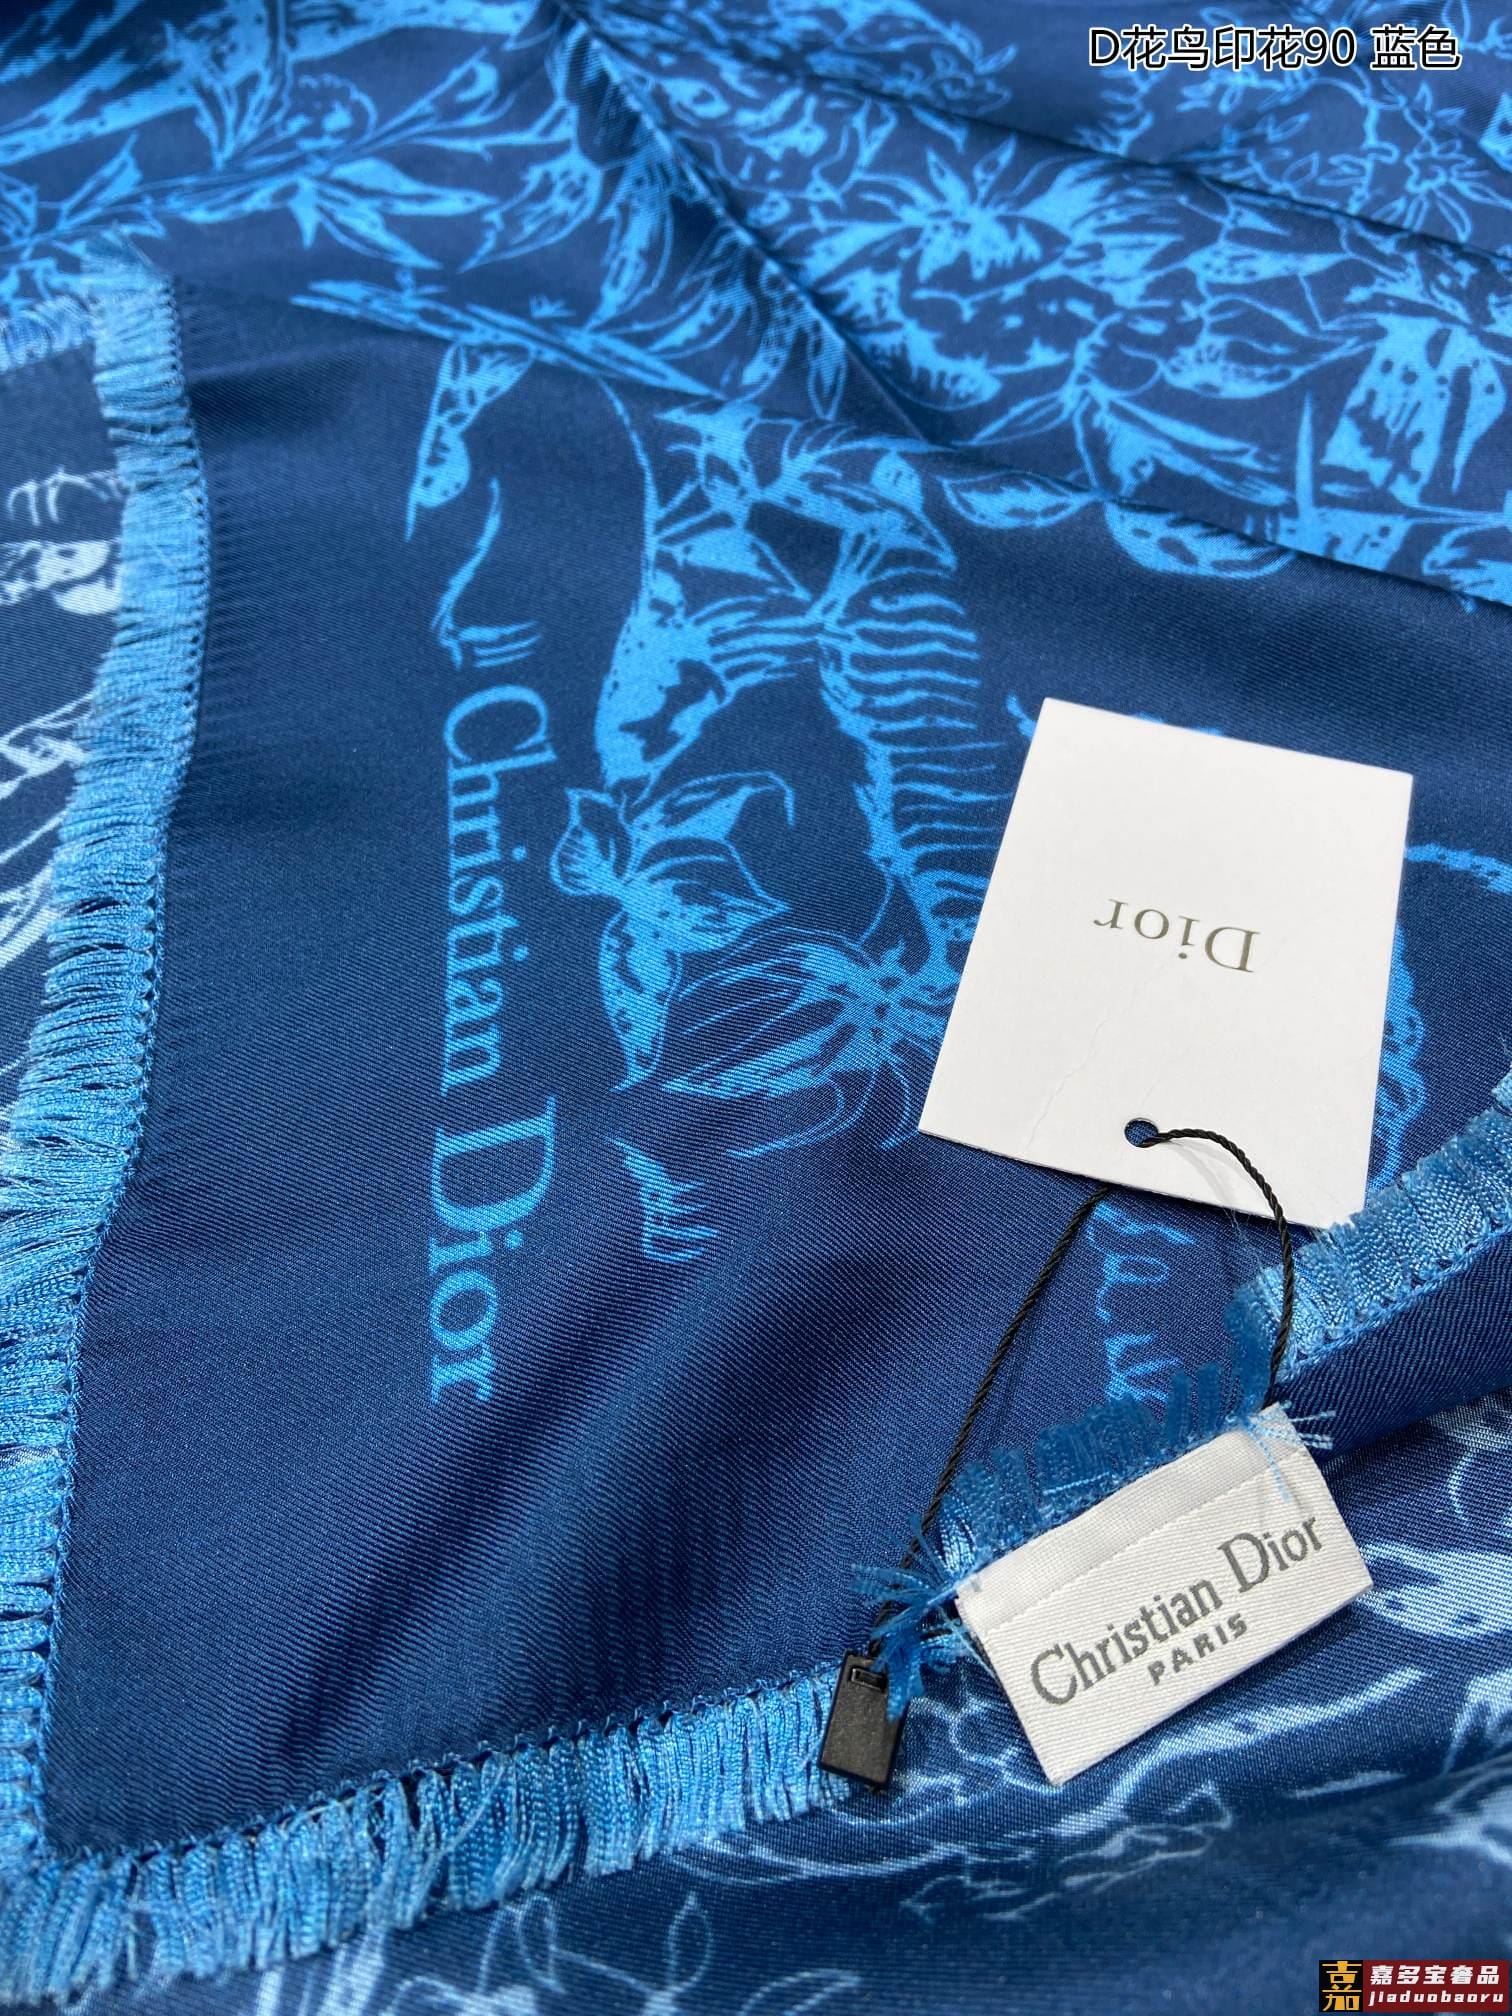 D花鸟印花90 蓝色
Christian Dior
Dior
Christian Dior
PARIS
嘉多宝奢品
jiaduobaoru